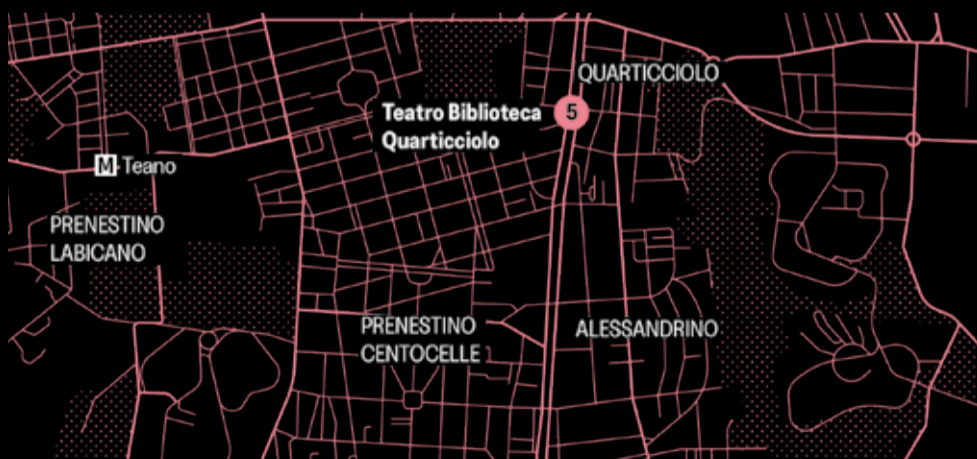 QUARTICCIOLO
Teatro Biblioteca
Quarticciolo
5
M Teano
PRENESTINO
LABICANO
PRENESTINO
CENTOCELLE
ALESSANDRINO